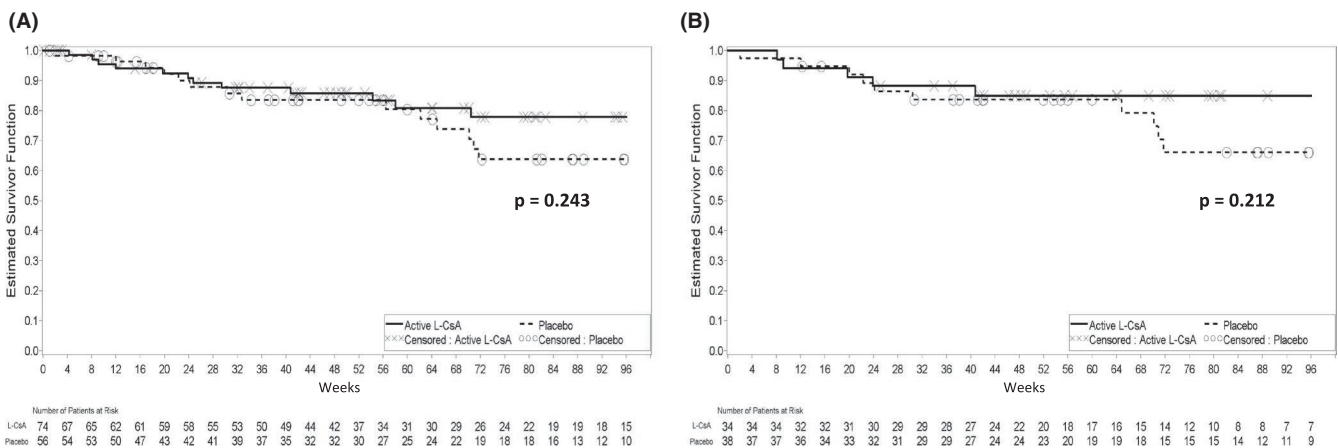 (A)
1.0
0.9
0.8
0.7
0.6
0.5
0.4
0.3
0.2
0.1
0.0
Estimated Survivor Function
p = 0.243
Active L-CsA Placebo
Censored : Active L-CsA Censored : Placebo
0 4 8 12 16 20 24 28 32 36 40 44 48 52 56 60 64 68 72 76 80 84 88 92 96
Weeks
Number of Patients at Risk
L-CsA 74 67 65 62 61 59 58 55 53 50 49 44 42 37 34 31 30 29 26 24 22 19 19 18 15
Placebo 56 54 53 50 47 43 42 41 39 37 35 32 32 30 27 25 24 22 19 18 18 16 13 12 10
(B)
1.0
0.9
0.8
0.7
0.6
0.5
0.4
0.3
0.2
0.1
0.0
Estimated Survivor Function
p = 0.212
Active L-CsA Placebo
Censored : Active L-CsA Censored : Placebo
0 4 8 12 16 20 24 28 32 36 40 44 48 52 56 60 64 68 72 76 80 84 88 92 96
Weeks
Number of Patients at Risk
L-CsA 34 34 34 32 32 31 30 29 29 28 27 24 22 20 18 17 16 15 14 12 10 8 8 7 7
Placebo 38 37 37 36 34 33 32 31 29 29 27 24 24 23 20 19 19 18 15 15 15 14 12 11 9